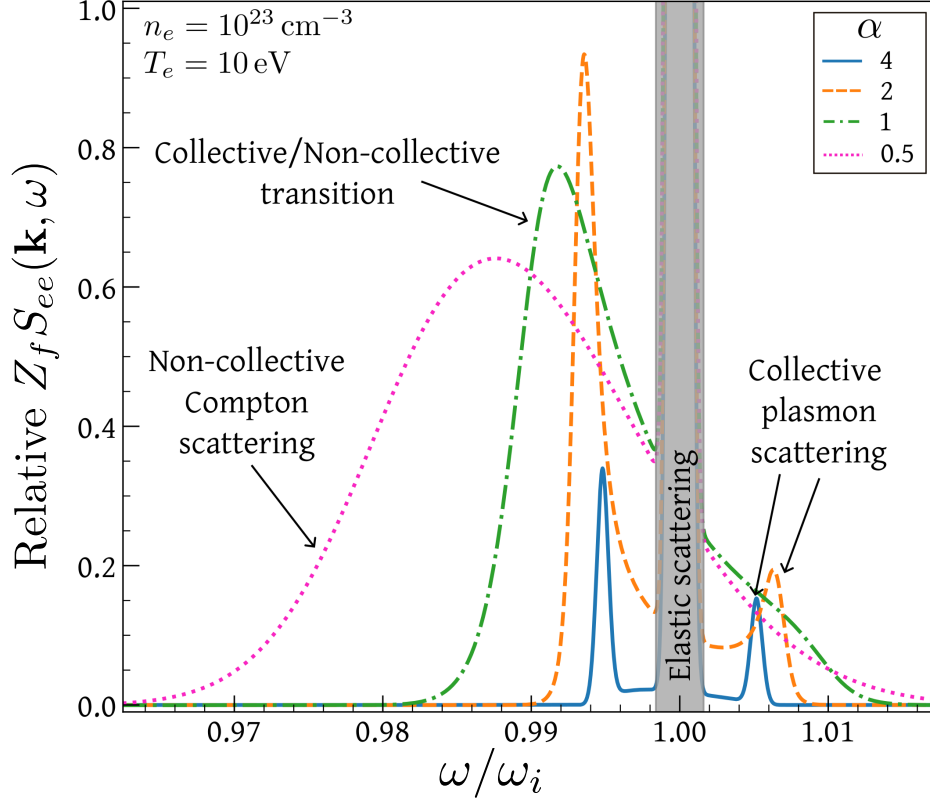 n_e = 10^{23} cm^{-3}
T_e = 10 eV
α
4
2
1
0.5
Collective/Non-collective
transition
Non-collective
Compton
scattering
Collective
plasmon
scattering
Elastic scattering
Relative Z_f S_{ee}(k, ω)
1.0
0.8
0.6
0.4
0.2
0.0
0.97
0.98
0.99
1.00
1.01
ω/ω_i